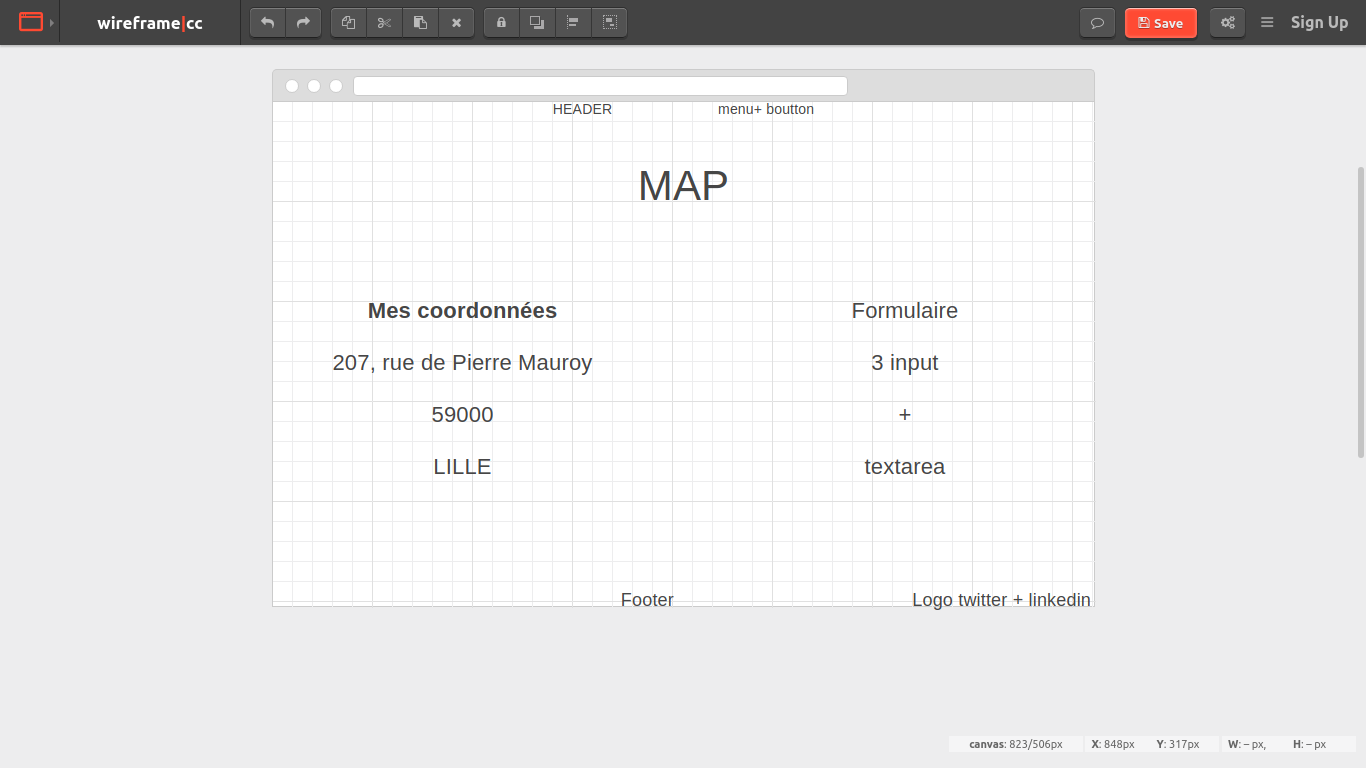 wireframe|cc
Save
Sign Up
HEADER
menu+ boutton
MAP
Mes coordonnées
207, rue de Pierre Mauroy
59000
LILLE
Formulaire
3 input
+
textarea
Footer
Logo twitter + linkedin
canvas: 823/506px X: 848px Y: 317px W: – px, H: – px